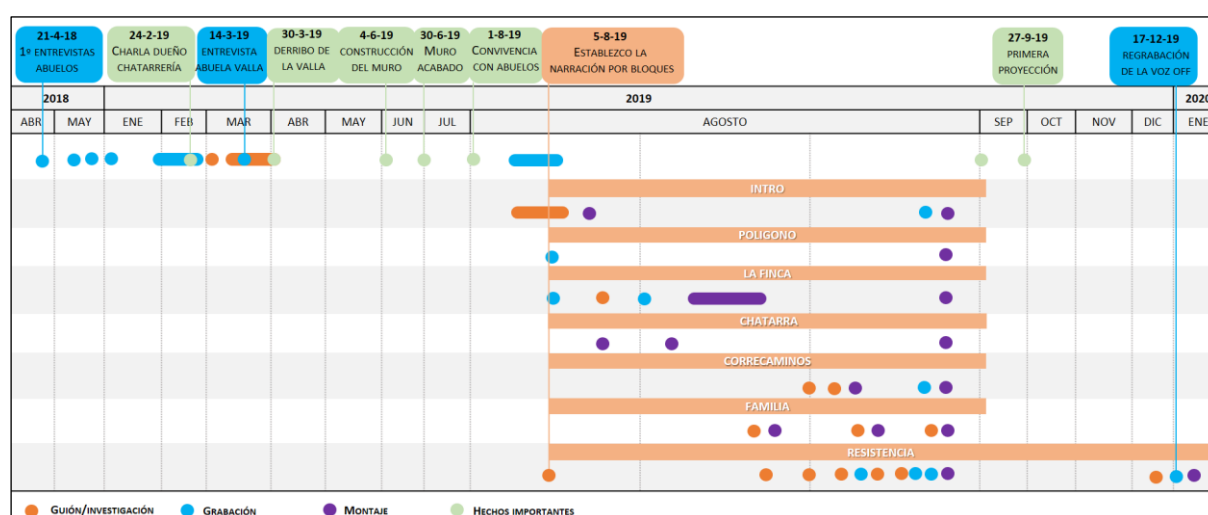 21-4-18
1º ENTREVISTAS
ABUELOS
24-2-19
CHARLA DUEÑO
CHATARRERÍA
14-3-19
ENTREVISTA
ABUELA VALLA
30-3-19
DERRIBO DE
LA VALLA
4-6-19
CONSTRUCCIÓN
DEL MURO
30-6-19
MURO
ACABADO
1-8-19
CONVIVENCIA
CON ABUELOS
5-8-19
ESTABLEZCO LA
NARRACIÓN POR BLOQUES
27-9-19
PRIMERA
PROYECCIÓN
17-12-19
REGRABACIÓN
DE LA VOZ OFF
2018 2019 2020
ABR MAY ENE FEB MAR ABR MAY JUN JUL AGOSTO SEP OCT NOV DIC ENE
INTRO
POLIGONO
LA FINCA
CHATARRA
CORRECAMINOS
FAMILIA
RESISTENCIA
GUIÓN/INVESTIGACIÓN GRABACIÓN MONTAJE HECHOS IMPORTANTES